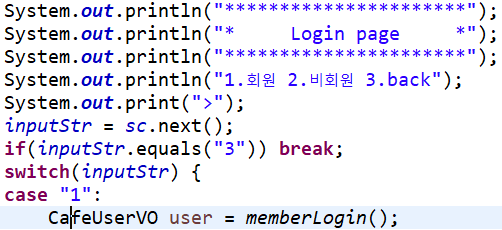 System.out.println("**********************");
System.out.println("*     Login page     *");
System.out.println("**********************");
System.out.println("1.회원 2.비회원 3.back");
System.out.print(">");
inputStr = sc.next();
if(inputStr.equals("3")) break;
switch(inputStr) {
case "1":
    CafeUserVO user = memberLogin();